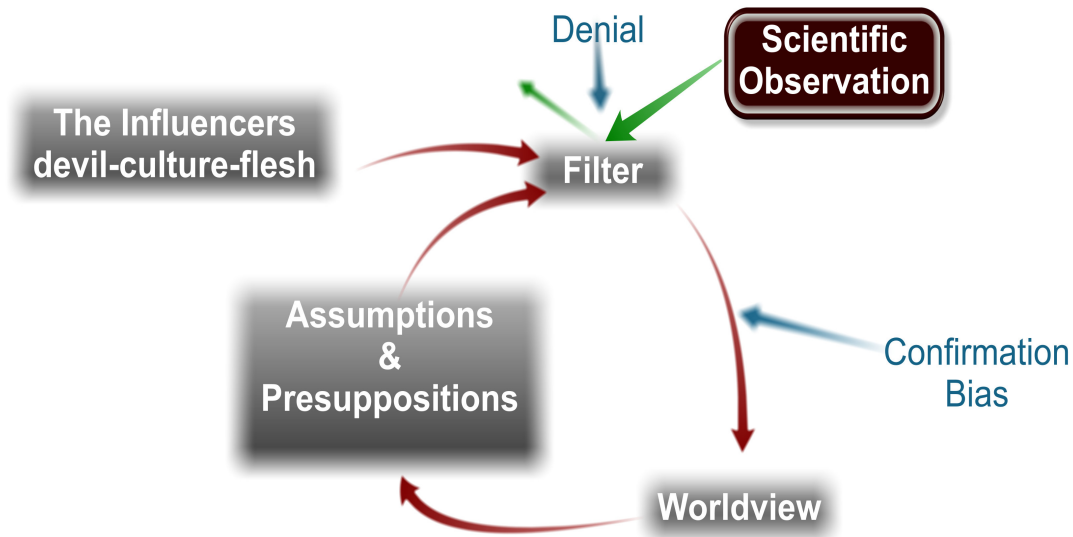 Denial
Scientific
Observation
The Influencers
devil-culture-flesh
Filter
Assumptions
&
Presuppositions
Confirmation
Bias
Worldview